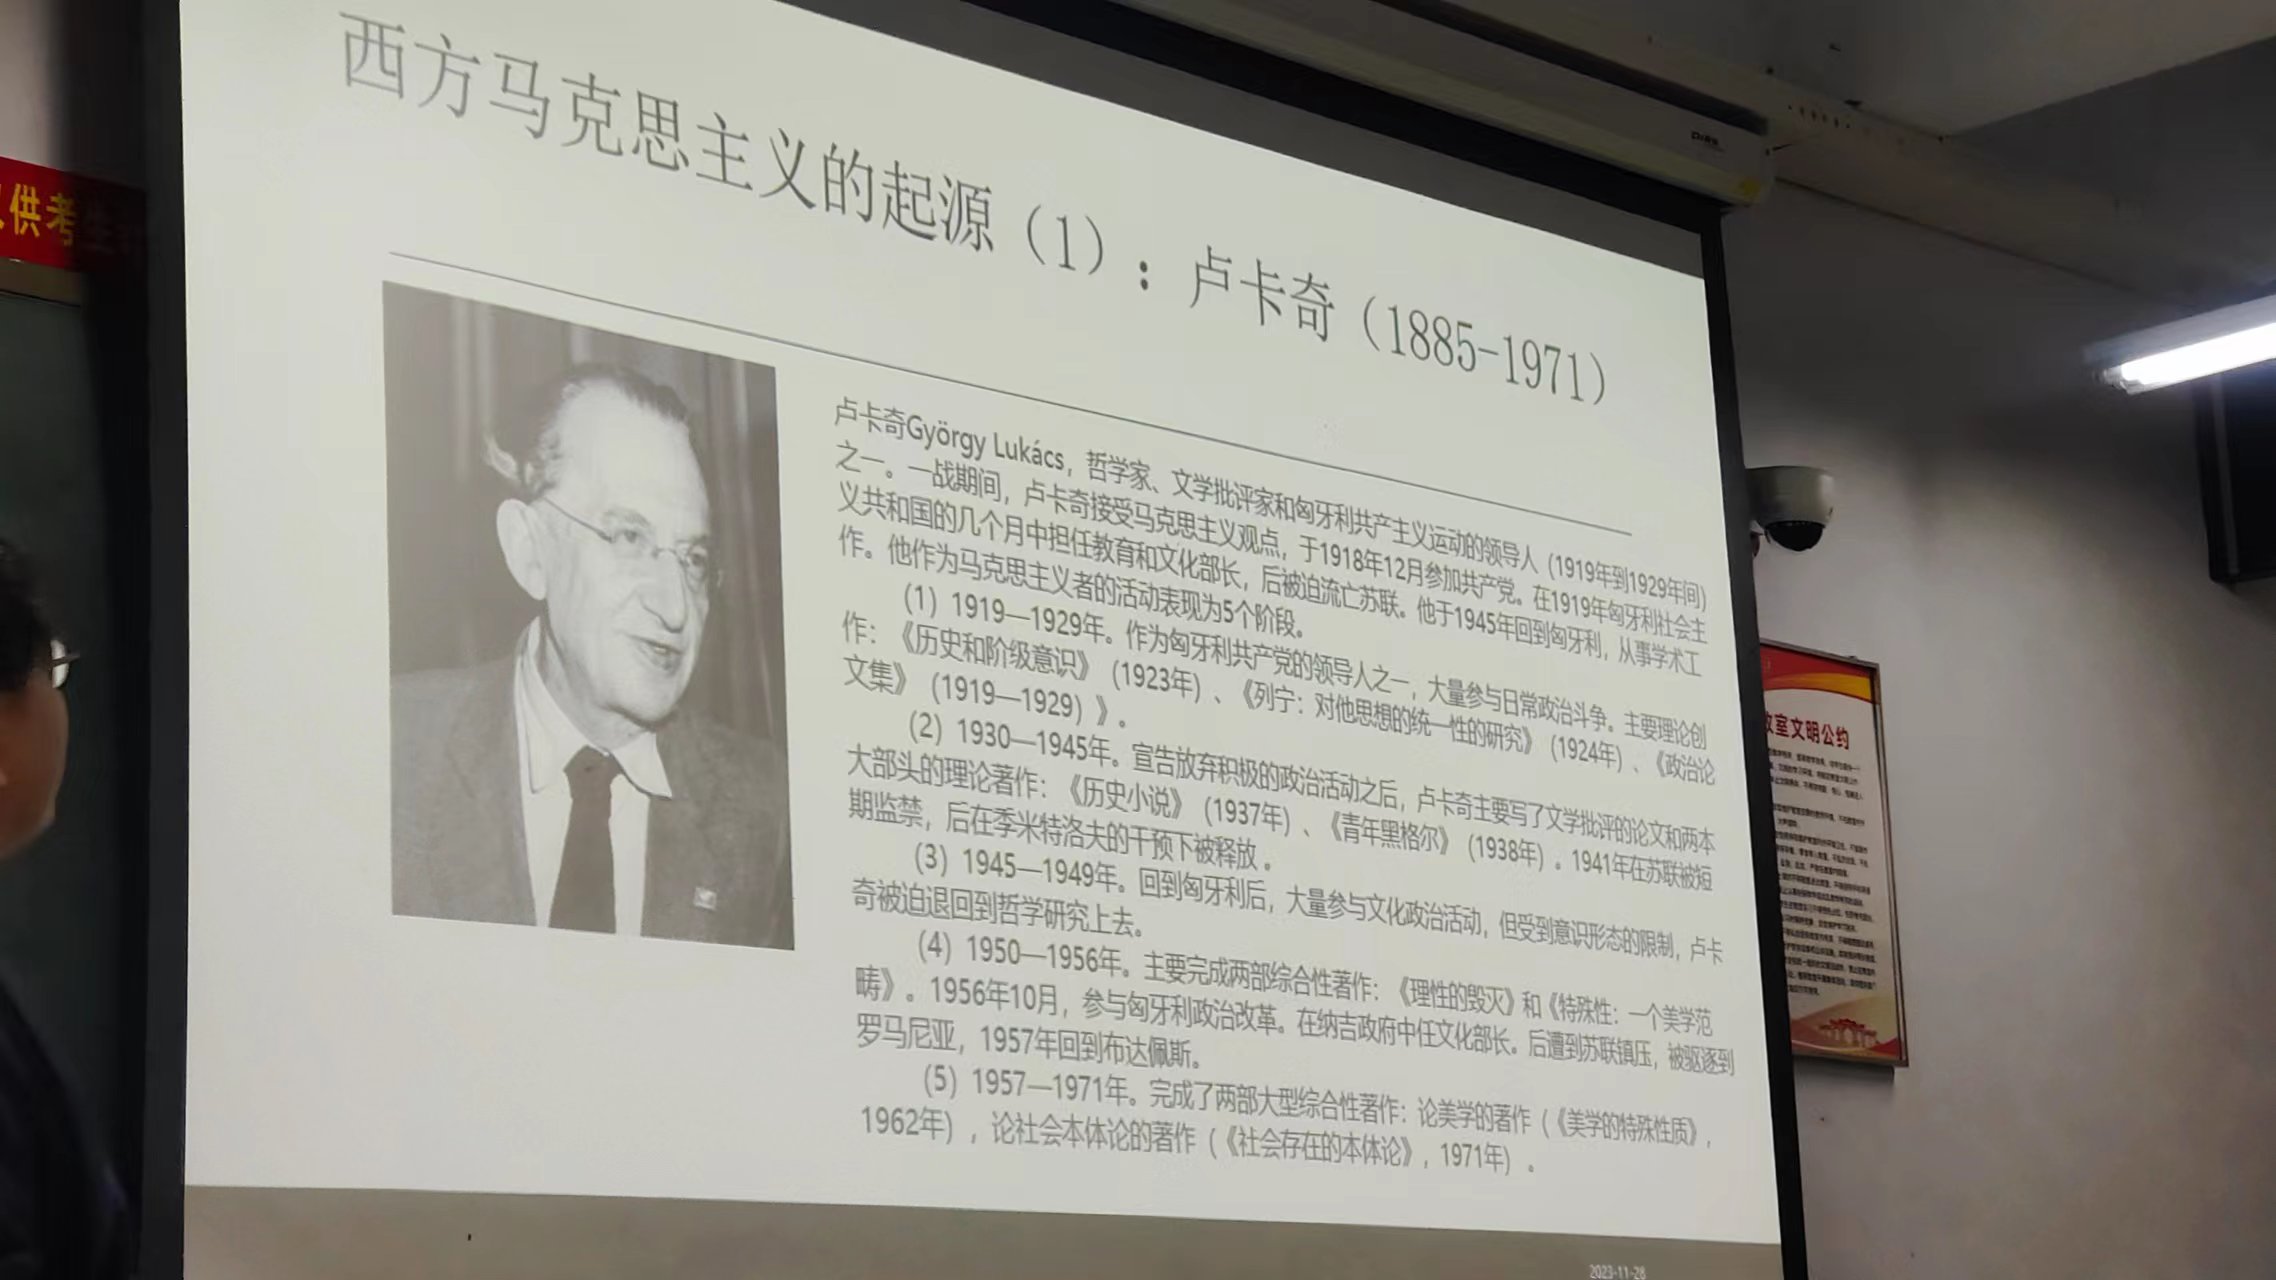 西方马克思主义的起源（1）：卢卡奇（1885-1971）
卢卡奇György Lukács，哲学家、文学批评家和匈牙利共产主义运动的领导人（1919年到1929年间）
之一。一战期间，卢卡奇接受马克思主义观点，于1918年12月参加共产党。在1919年匈牙利社会主
义共和国的几个月中担任教育和文化部长，后被迫流亡苏联。他于1945年回到匈牙利，从事学术工
作。他作为马克思主义者的活动表现为5个阶段。
（1）1919—1929年。作为匈牙利共产党的领导人之一，大量参与日常政治斗争。主要理论创
作：《历史和阶级意识》（1923年）、《列宁：对他思想的统一性的研究》（1924年）、《政治论
文集》（1919—1929）》。
（2）1930—1945年。宣告放弃积极的政治活动之后，卢卡奇主要写了文学批评的论文和两本
大部头的理论著作：《历史小说》（1937年）、《青年黑格尔》（1938年）。1941年在苏联被短
期监禁，后在季米特洛夫的干预下被释放。
（3）1945—1949年。回到匈牙利后，大量参与文化政治活动，但受到意识形态的限制，卢卡
奇被迫退回到哲学研究上去。
（4）1950—1956年。主要完成两部综合性著作：《理性的毁灭》和《特殊性：一个美学范
畴》。1956年10月，参与匈牙利政治改革。在纳吉政府中任文化部长。后遭到苏联镇压，被驱逐到
罗马尼亚，1957年回到布达佩斯。
（5）1957—1971年。完成了两部大型综合性著作：论美学的著作（《美学的特殊性质》，
1962年），论社会本体论的著作（《社会存在的本体论》，1971年）。
2023-11-28
供考生
教室文明公约